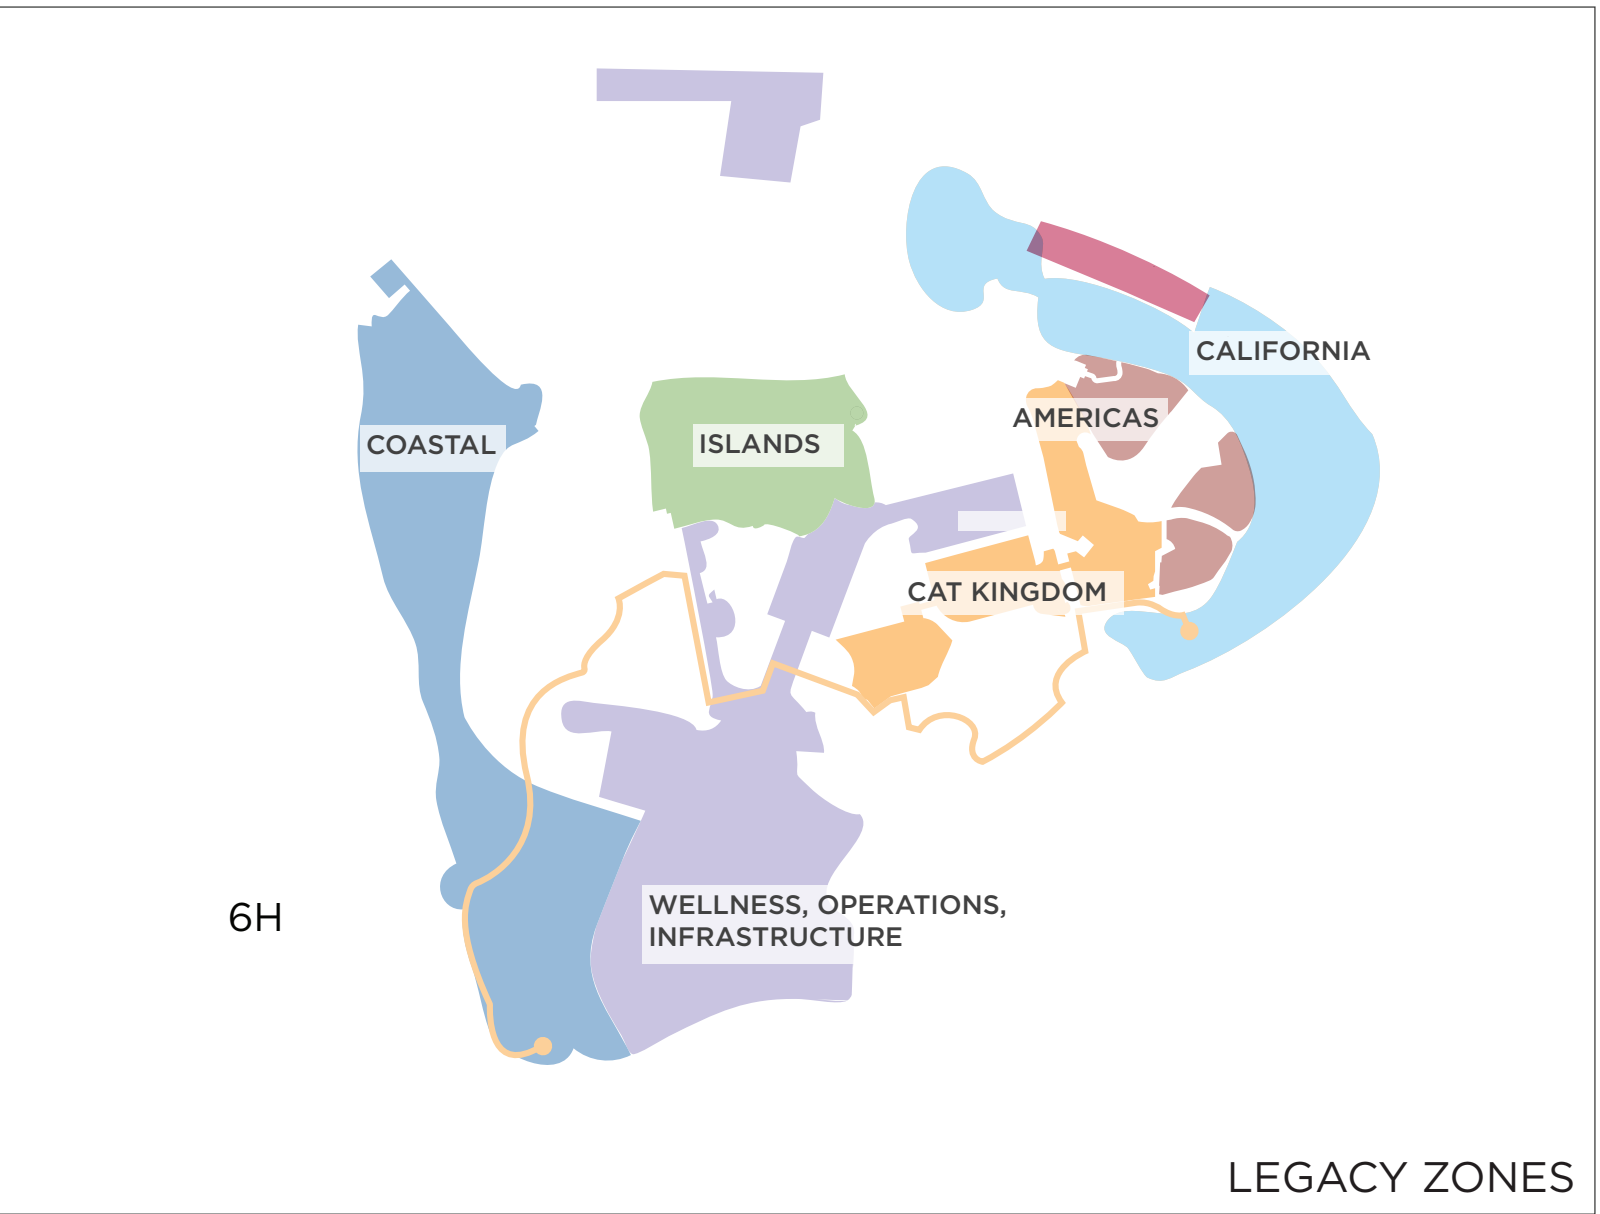 CALIFORNIA
AMERICAS
COASTAL
ISLANDS
CAT KINGDOM
WELLNESS, OPERATIONS,
INFRASTRUCTURE
6H
LEGACY ZONES